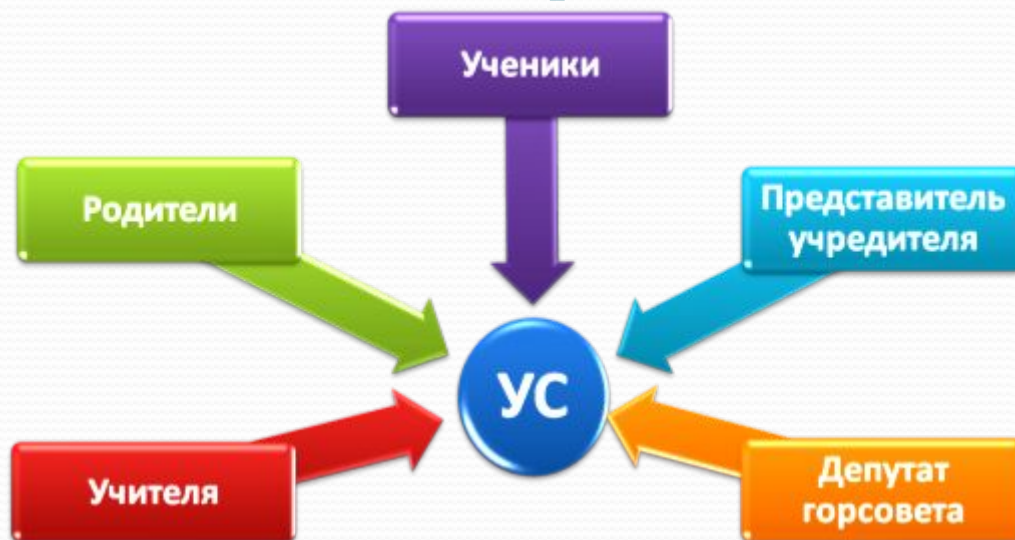 Ученики
Родители
Представитель
учредителя
УС
Учителя
Депутат
горсовета